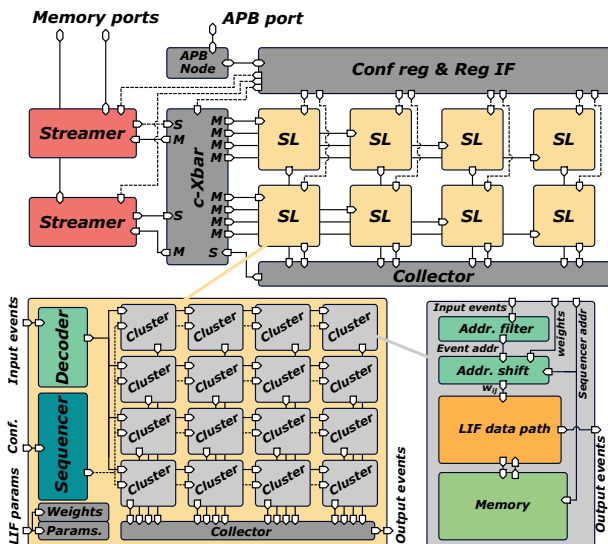 Memory ports
APB port
APB
Node
Conf reg & Reg IF
Streamer
S
M
c-Xbar
M
M
M
M
SL
SL
SL
SL
Streamer
S
M
M
M
M
M
S
SL
SL
SL
SL
Collector
Input events
Decoder
Cluster
Cluster
Cluster
Cluster
Cluster
Cluster
Cluster
Cluster
Conf.
Sequencer
Cluster
Cluster
Cluster
Cluster
Cluster
Cluster
Cluster
Cluster
LIF params
Weights
Params.
Collector
Output events
Input events
Addr. filter
Event addr
weights
Sequencer addr
Addr. shift
wij
LIF data path
Memory
Output events